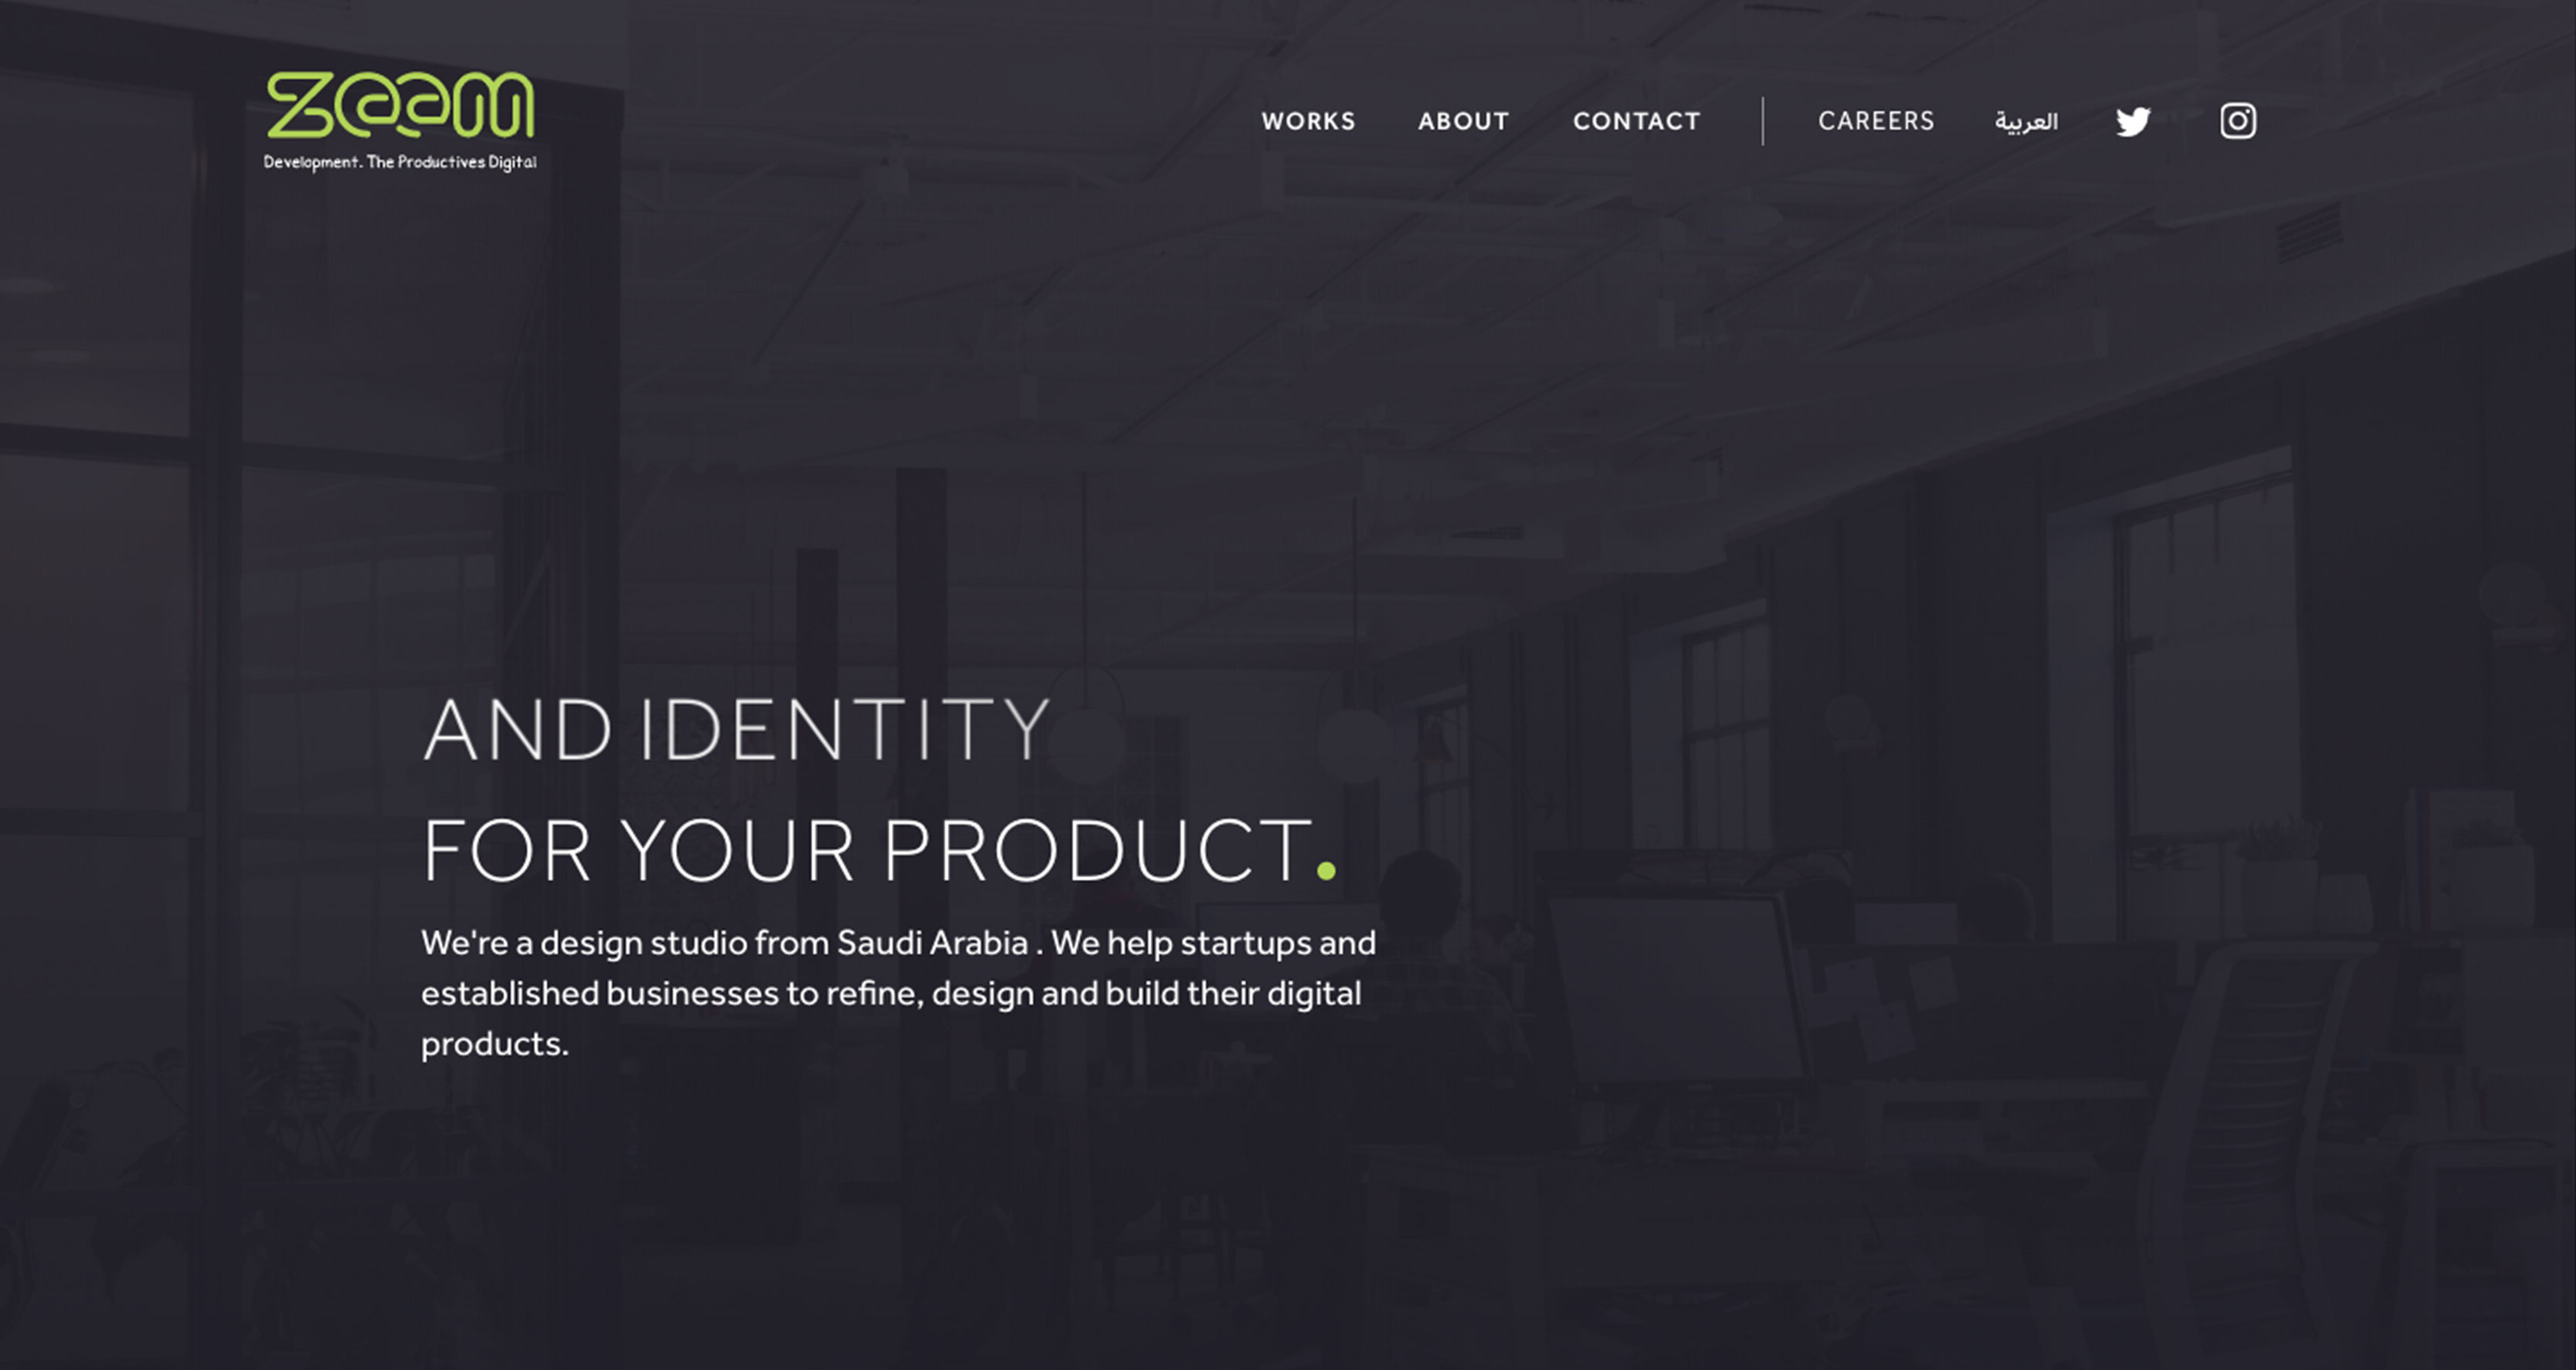 zeam
Development. The Productives Digital
WORKS ABOUT CONTACT CAREERS العربية
AND IDENTITY
FOR YOUR PRODUCT.
We're a design studio from Saudi Arabia . We help startups and
established businesses to refine, design and build their digital
products.